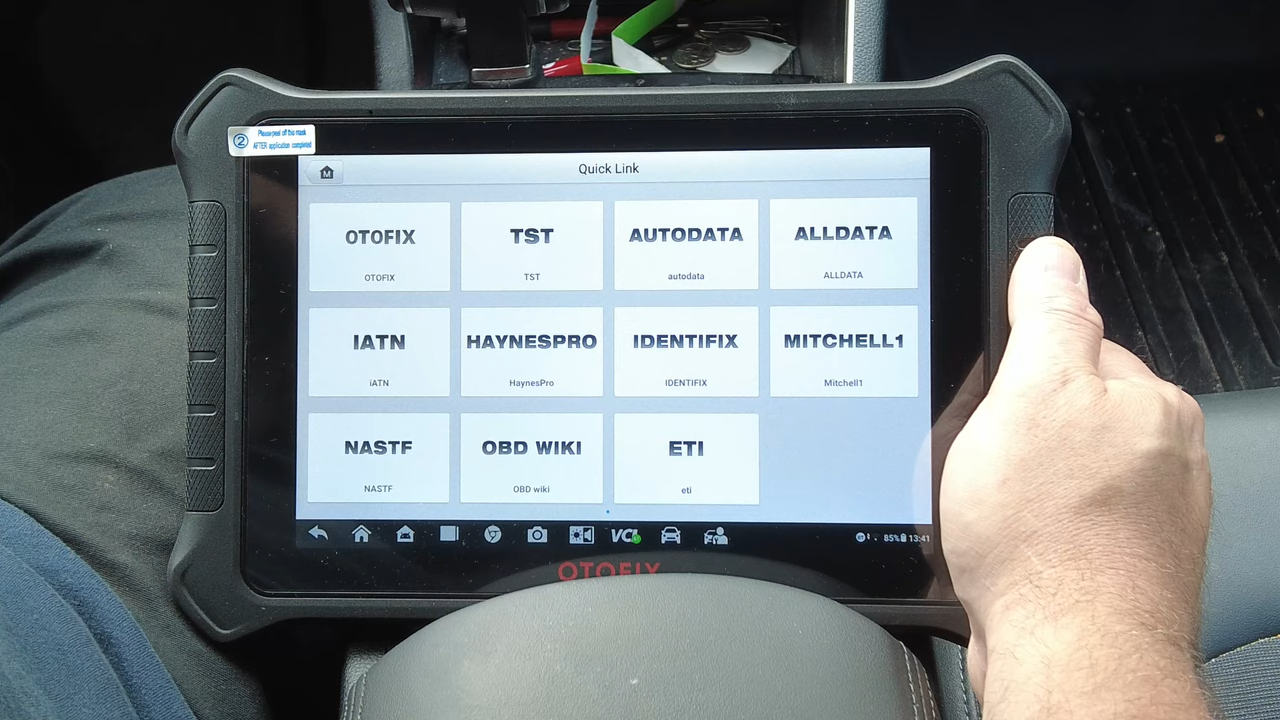 ② Please peel off this mask
AFTER application completed
M
Quick Link
OTOFIX
OTOFIX
TST
TST
AUTODATA
autodata
ALLDATA
ALLDATA
IATN
iATN
HAYNESPRO
HaynesPro
IDENTIFIX
IDENTIFIX
MITCHELL1
Mitchell1
NASTF
NASTF
OBD WIKI
OBD wiki
ETI
eti
VCI
85% 13:41
OTOFIX